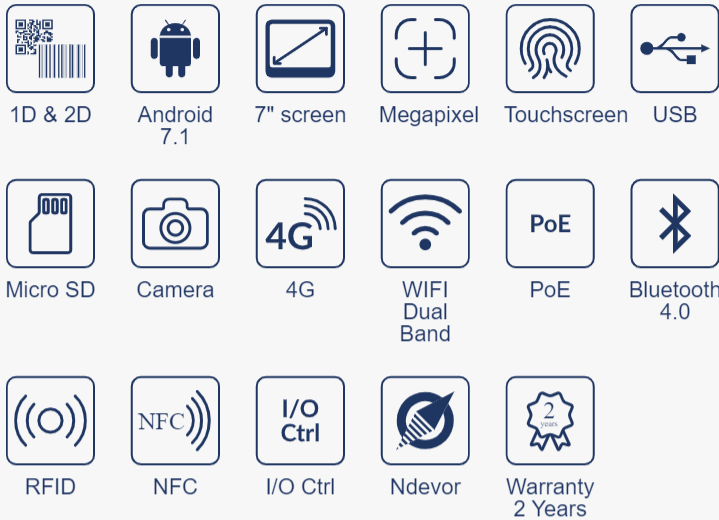 1D & 2D
Android
7.1
7" screen
Megapixel
Touchscreen
USB
4G
PoE
Micro SD
Camera
4G
WIFI
Dual
Band
PoE
Bluetooth
4.0
NFC
I/O
Ctrl
2
years
RFID
NFC
I/O Ctrl
Ndevor
Warranty
2 Years